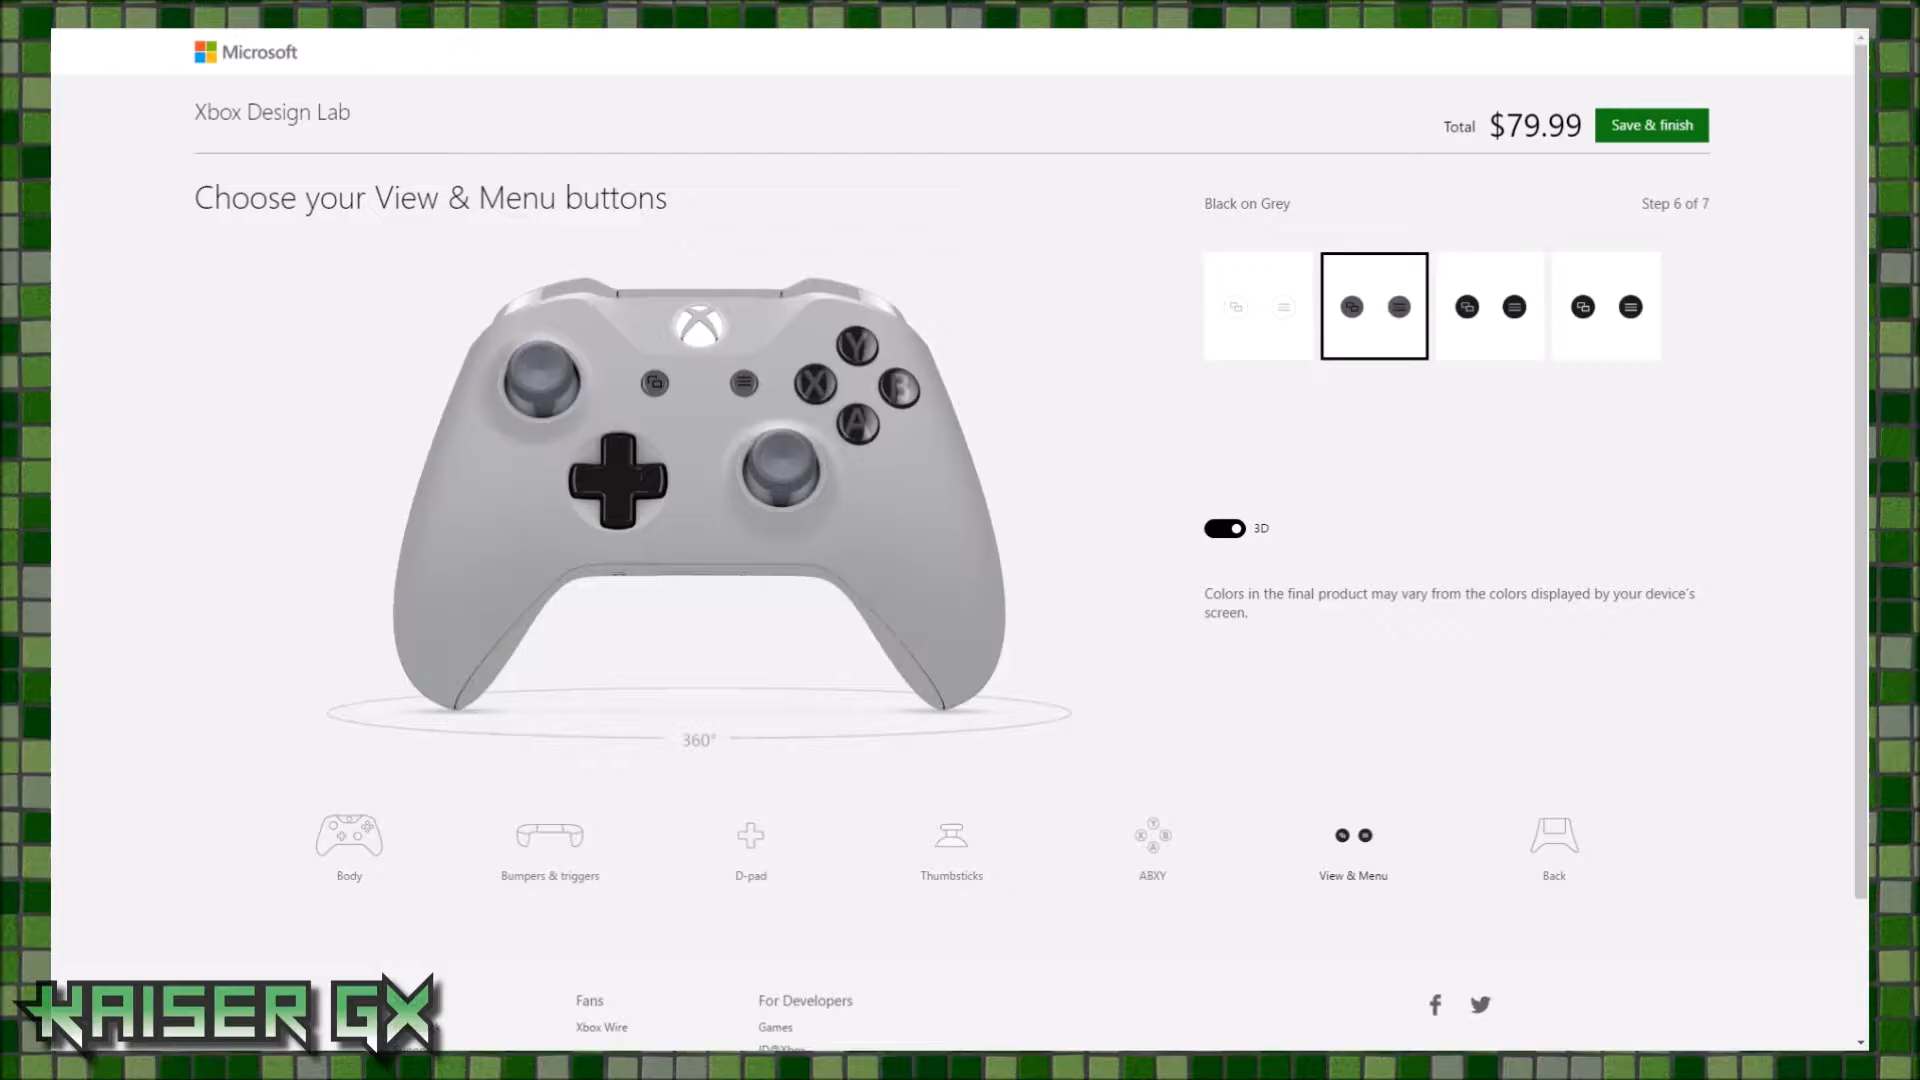 Microsoft
Xbox Design Lab
Total $79.99 Save & finish
Choose your View & Menu buttons
Black on Grey
Step 6 of 7
Y
X
B
A
3D
Colors in the final product may vary from the colors displayed by your device's
screen.
360°
Body
Bumpers & triggers
D-pad
Thumbsticks
ABXY
View & Menu
Back
KAISER GX
Fans
For Developers
Xbox Wire
Games
ID@Xbox